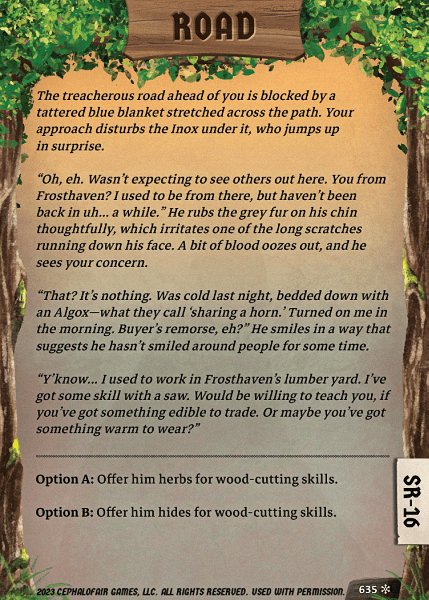 ROAD
The treacherous road ahead of you is blocked by a
tattered blue blanket stretched across the path. Your
approach disturbs the Inox under it, who jumps up
in surprise.
“Oh, eh. Wasn’t expecting to see others out here. You from
Frosthaven? I used to be from there, but haven’t been
back in uh... a while.” He rubs the grey fur on his chin
thoughtfully, which irritates one of the long scratches
running down his face. A bit of blood oozes out, and he
sees your concern.
“That? It’s nothing. Was cold last night, bedded down with
an Algox—what they call ‘sharing a horn.’ Turned on me in
the morning. Buyer’s remorse, eh?” He smiles in a way that
suggests he hasn’t smiled around people for some time.
“Y’know... I used to work in Frosthaven’s lumber yard. I’ve
got some skill with a saw. Would be willing to teach you, if
you’ve got something edible to trade. Or maybe you’ve got
something warm to wear?”
Option A: Offer him herbs for wood-cutting skills.
Option B: Offer him hides for wood-cutting skills.
SR-16
2023 CEPHALOFAIR GAMES, LLC. ALL RIGHTS RESERVED. USED WITH PERMISSION.
635